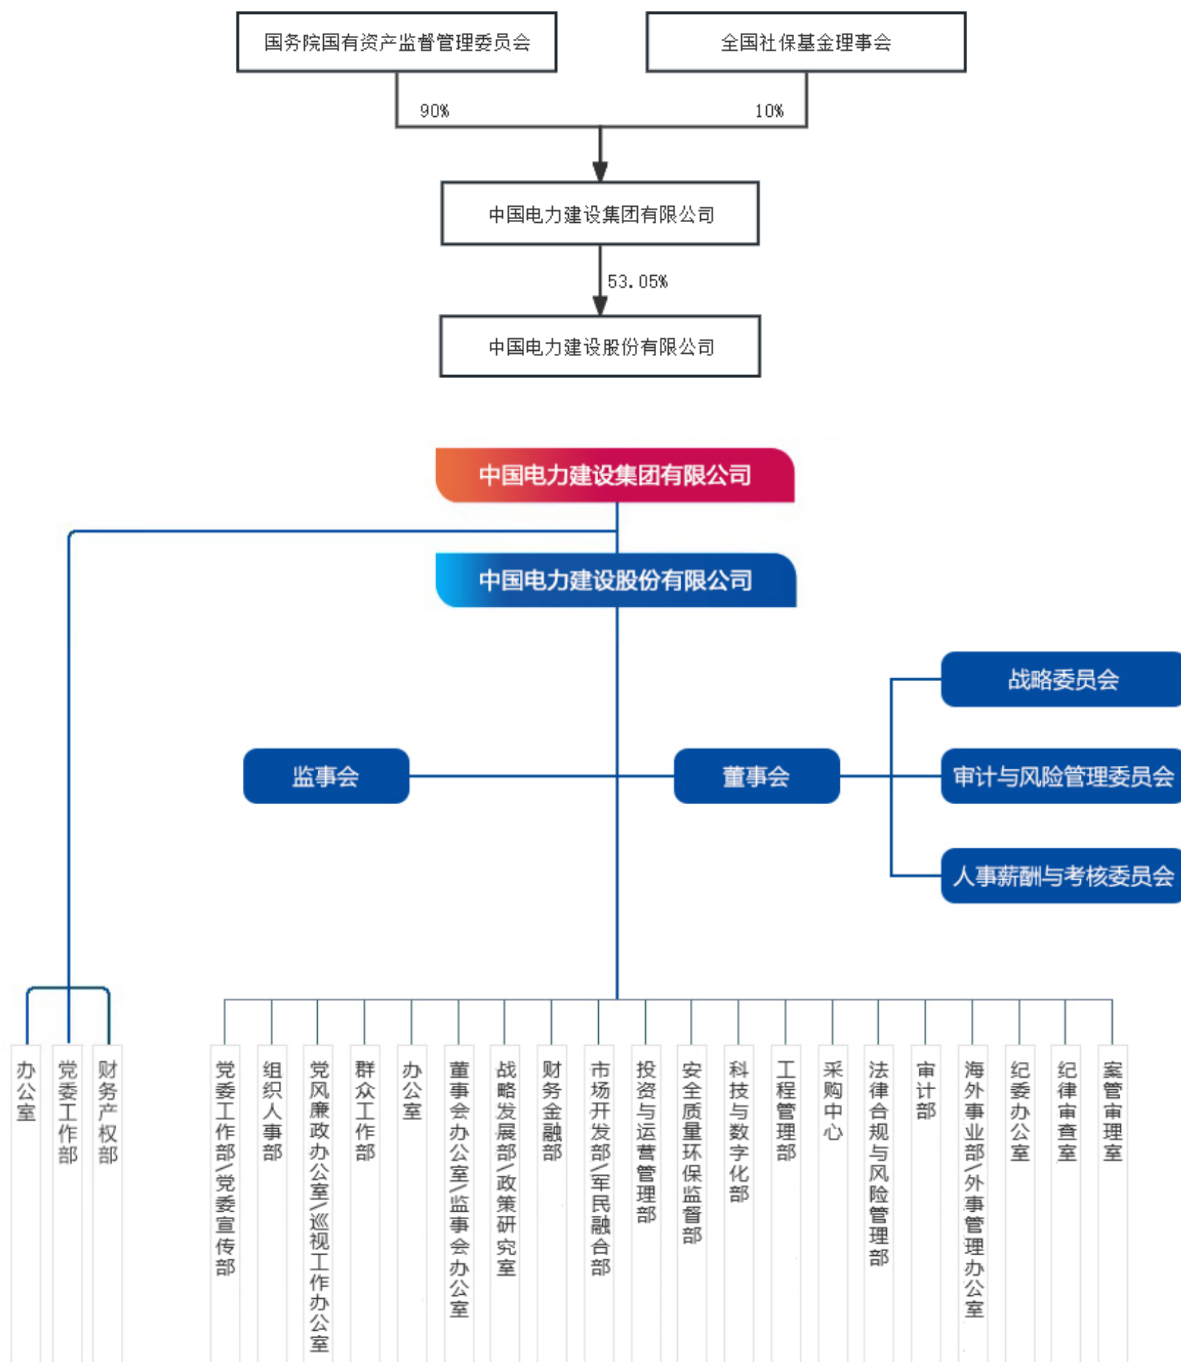 国务院国有资产监督管理委员会
全国社保基金理事会
90%
10%
中国电力建设集团有限公司
53.05%
中国电力建设股份有限公司
中国电力建设集团有限公司
中国电力建设股份有限公司
战略委员会
监事会
董事会
审计与风险管理委员会
人事薪酬与考核委员会
办公室
党委工作部
财务产权部
党委工作部\党委宣传部
组织人事部
党风廉政办公室\巡视工作办公室
群众工作部
办公室
董事会办公室\监事会办公室
战略发展部\政策研究室
财务金融部
市场开发部\军民融合部
投资与运营管理部
安全质量环保监督部
科技与数字化部
工程管理部
采购中心
法律合规与风险管理部
审计部
海外事业部\外事管理办公室
纪委办公室
纪律审查室
案管审理室